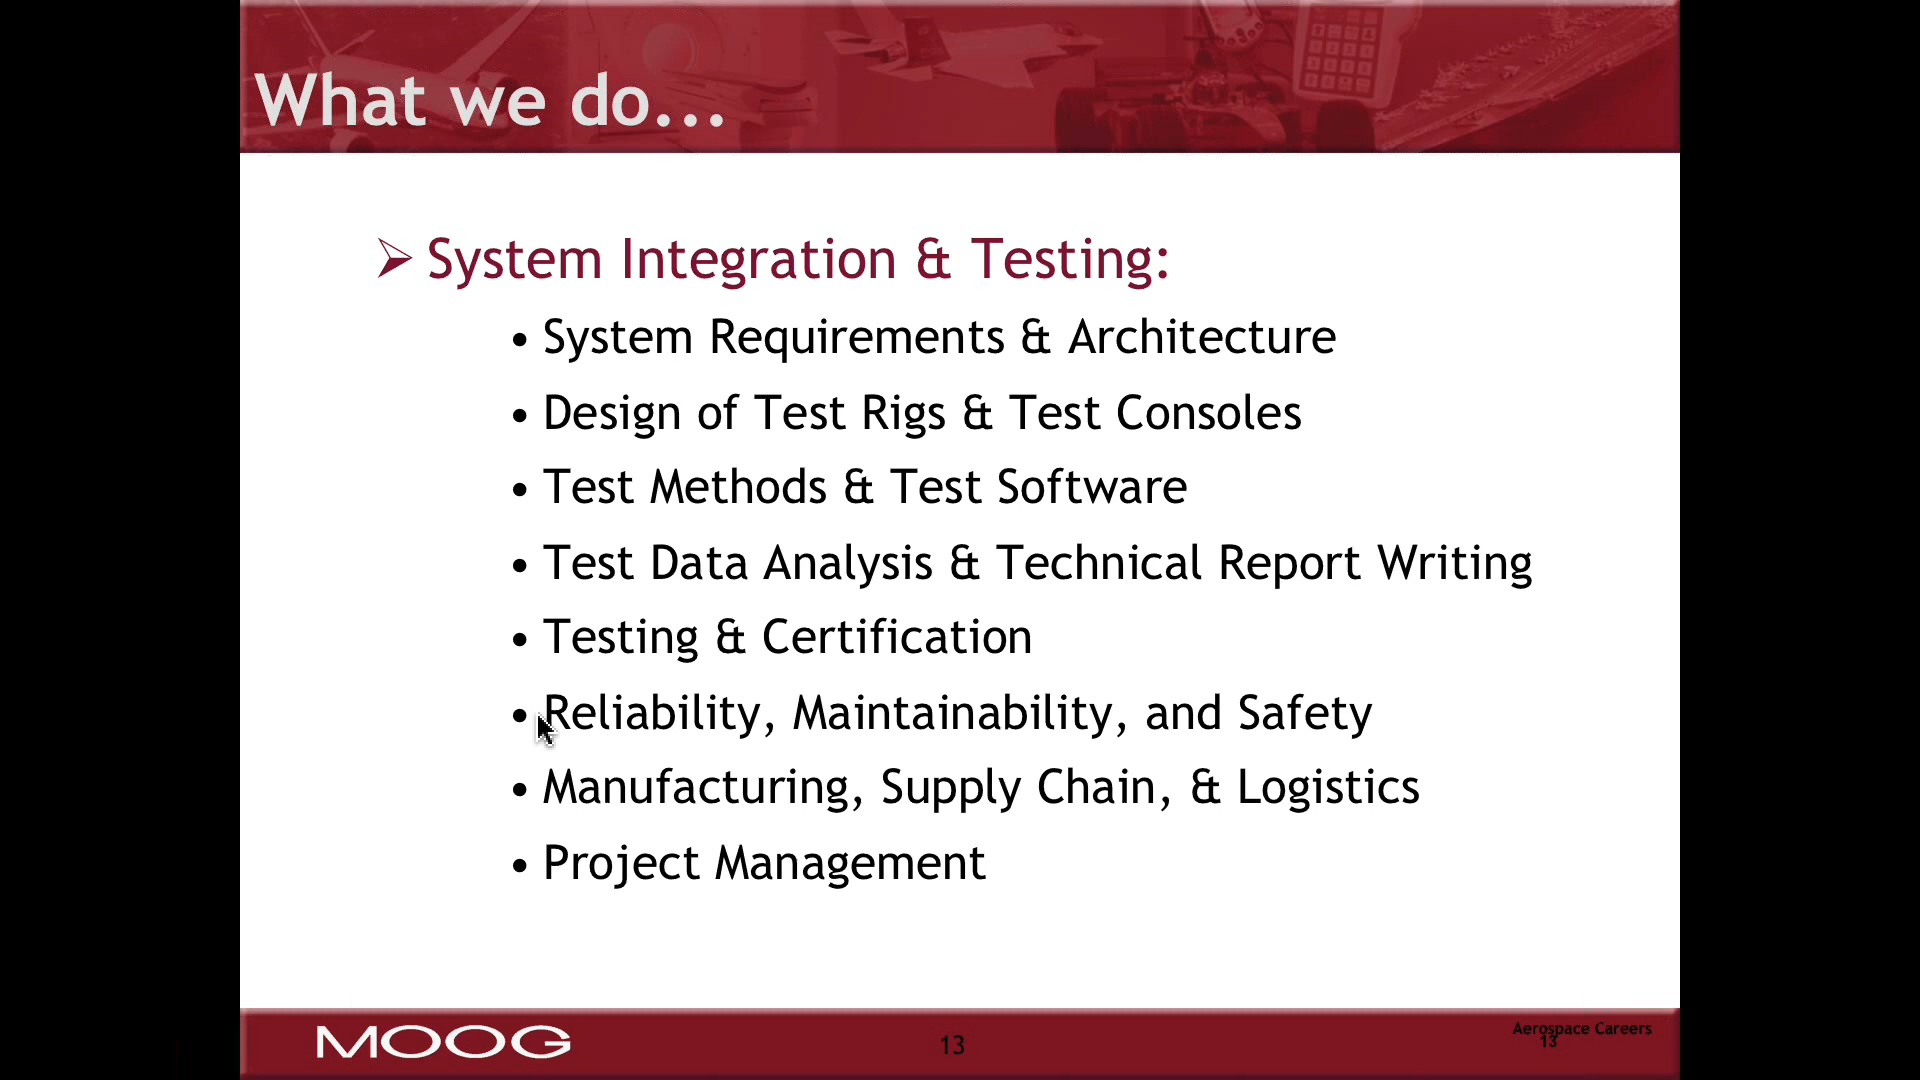 What we do...
➢ System Integration & Testing:
• System Requirements & Architecture
• Design of Test Rigs & Test Consoles
• Test Methods & Test Software
• Test Data Analysis & Technical Report Writing
• Testing & Certification
• Reliability, Maintainability, and Safety
• Manufacturing, Supply Chain, & Logistics
• Project Management
MOOG
13
Aerospace Careers
13